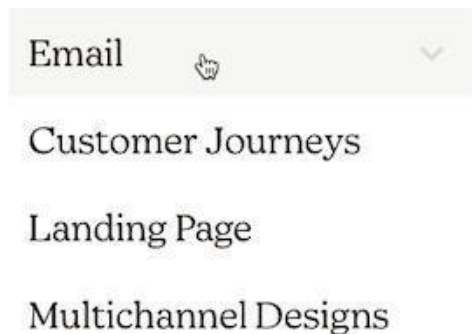 Email
Customer Journeys
Landing Page
Multichannel Designs